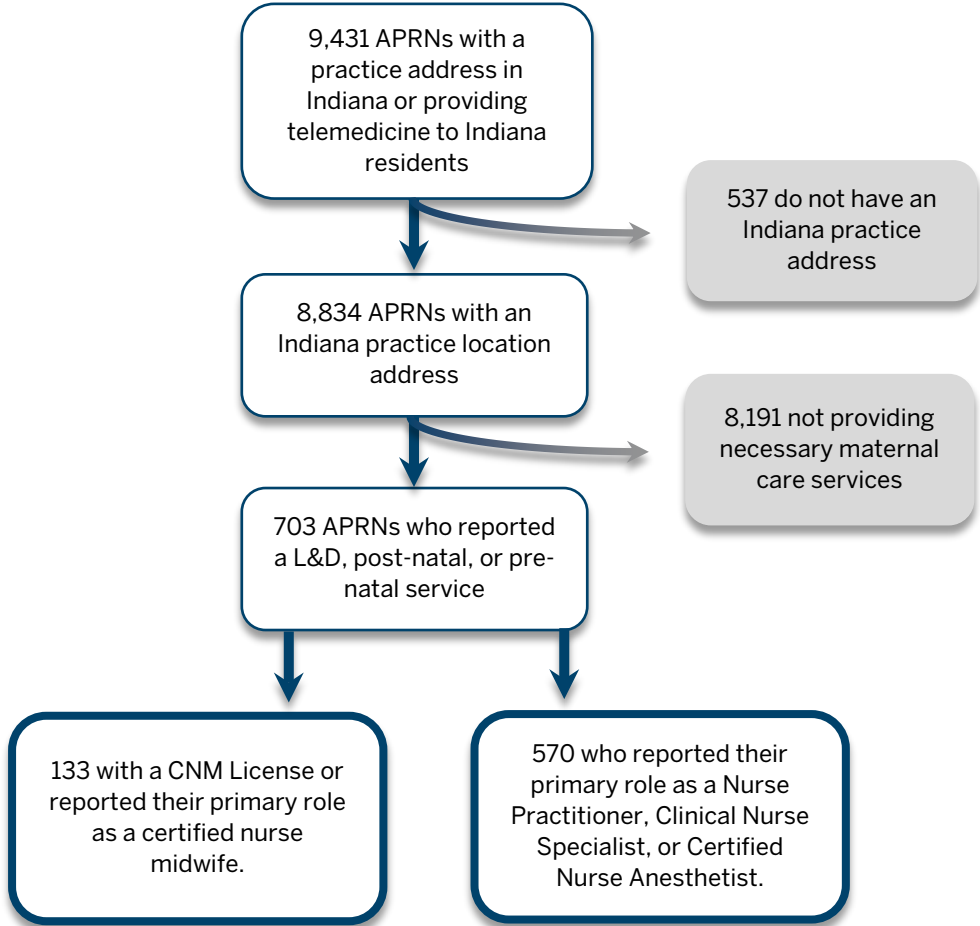 9,431 APRNs with a
practice address in
Indiana or providing
telemedicine to Indiana
residents
537 do not have an
Indiana practice
address
8,834 APRNs with an
Indiana practice location
address
8,191 not providing
necessary maternal
care services
703 APRNs who reported
a L&D, post-natal, or pre-
natal service
133 with a CNM License or
reported their primary role
as a certified nurse
midwife.
570 who reported their
primary role as a Nurse
Practitioner, Clinical Nurse
Specialist, or Certified
Nurse Anesthetist.